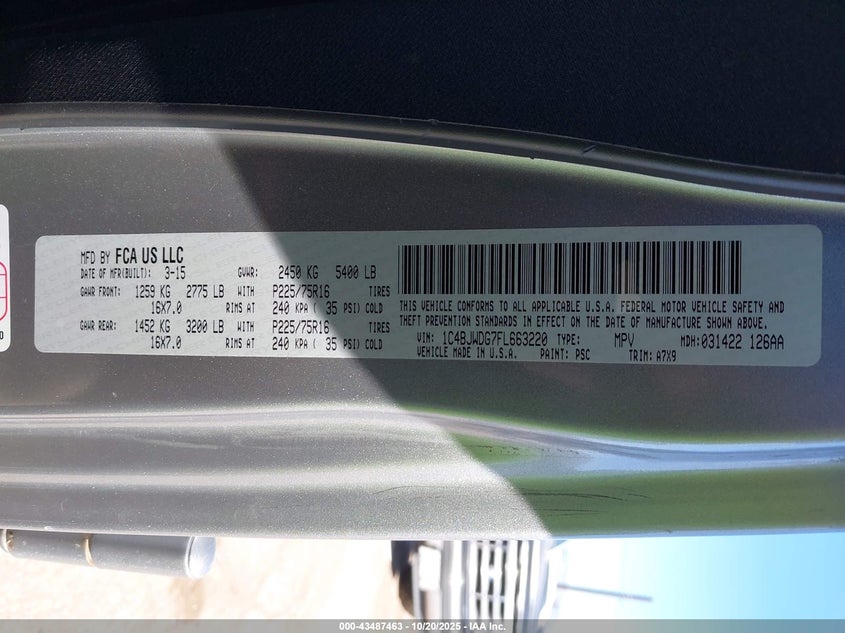 MFD BY FCA US LLC
DATE OF MFR(BUILT): 3-15 GVWR: 2450 KG 5400 LB
GAWR FRONT: 1259 KG 2775 LB WITH P225/75R16 TIRES
16X7.0 RIMS AT 240 KPA ( 35 PSI) COLD
GAWR REAR: 1452 KG 3200 LB WITH P225/75R16 TIRES
16X7.0 RIMS AT 240 KPA ( 35 PSI) COLD
THIS VEHICLE CONFORMS TO ALL APPLICABLE U.S.A. FEDERAL MOTOR VEHICLE SAFETY AND
THEFT PREVENTION STANDARDS IN EFFECT ON THE DATE OF MANUFACTURE SHOWN ABOVE.
VIN: 1C4BJWDG7FL663220 TYPE: MPV MDH: 031422 126AA
VEHICLE MADE IN U.S.A. PAINT: PSC TRIM: A7X9
000-43487463 - 10/20/2025 - © IAA Holdings, LLC